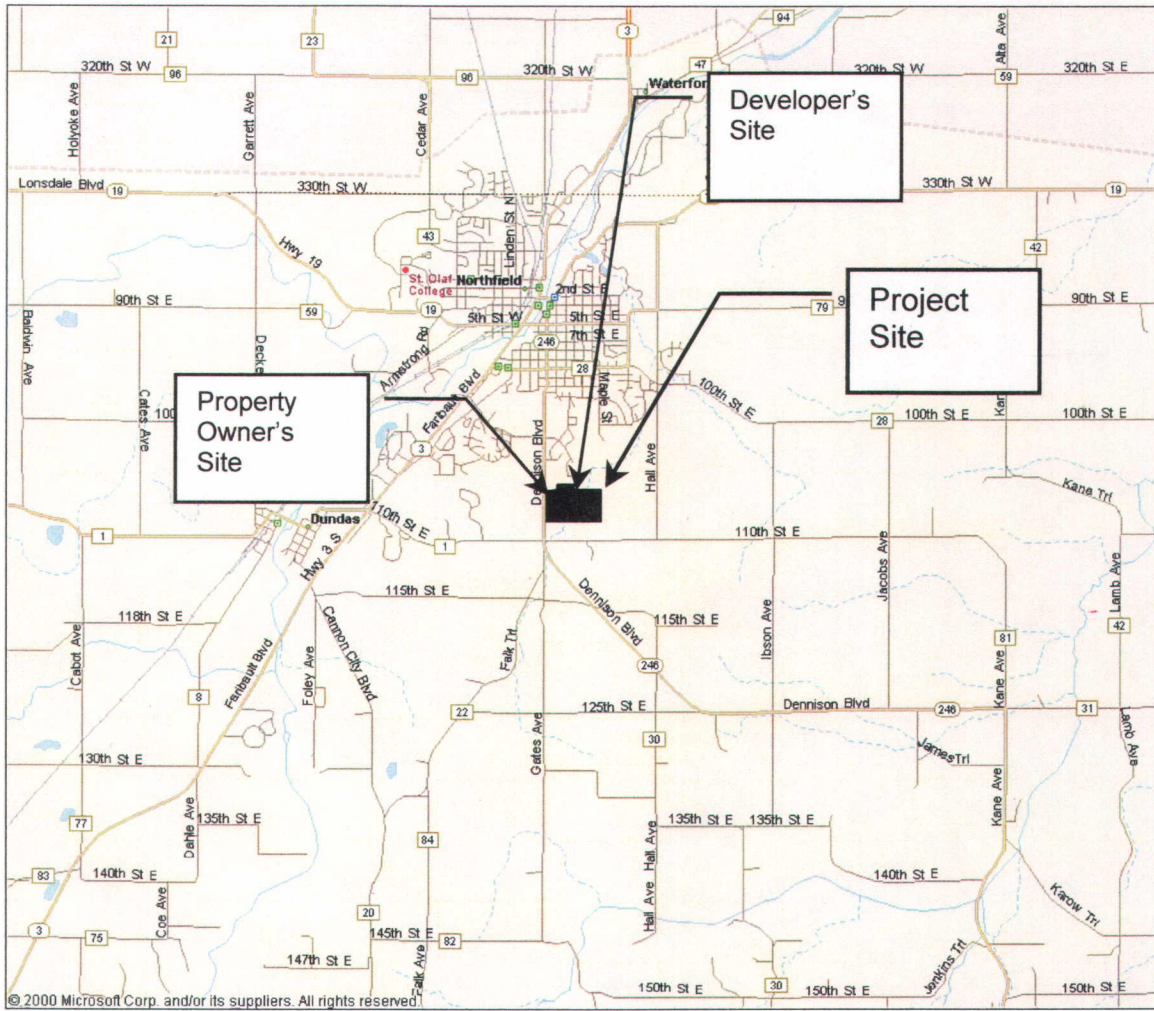 94
21
23
3
47
Alta Ave
320th St W
96
96
320th St W
320th St E
59
320th St E
Waterfor
Developer's
Site
Holyoke Ave
Garrett Ave
Cedar Ave
Lonsdale Blvd
19
330th St W
330th St W
19
Linden St N
43
42
Hwy 19
St. Olaf
College
Northfield
2nd St E
Project
Site
90th St E
59
19
5th St W
5th St E
7th St E
79
90th St E
Baldwin Ave
Armstrong Rd
246
28
Maple St
100th St E
Cates Ave
Faribault Blvd
28
100th St E
100th St E
Property
Owner's
Site
3
Dennison Blvd
Hall Ave
Kane Trl
Dundas
110th St E
1
1
110th St E
Hwy 3 S
Jacobs Ave
Lamb Ave
115th St E
Dennison Blvd
115th St E
118th St E
Cannon City Blvd
Falk Trl
Ibson Ave
42
81
Cabot Ave
Foley Ave
246
Kane Ave
8
Faribault Blvd
22
125th St E
Dennison Blvd
246
Kane Ave
31
30
Lamb Ave
130th St E
Gates Ave
James Trl
Kane Ave
77
Dahle Ave
135th St E
84
135th St E
135th St E
Hall Ave
83
140th St E
140th St E
Coe Ave
Hall Ave
Karow Trl
3
75
20
145th St E
82
147th St E
Falk Ave
Jenkins Trl
30
150th St E
150th St E
150th St E
© 2000 Microsoft Corp. and/or its suppliers. All rights reserved.